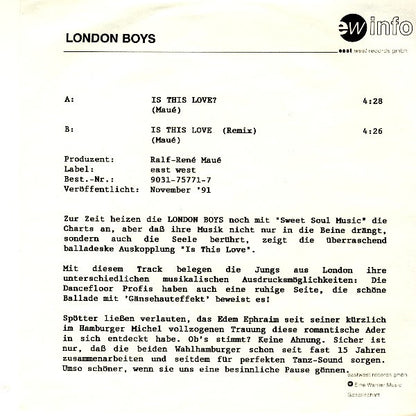 ew info
east west records gmbh
LONDON BOYS
A: IS THIS LOVE? 4:28
(Maué)
B: IS THIS LOVE (Remix) 4:26
(Maué)
Produzent: Ralf-René Maué
Label: east west
Best.-Nr.: 9031-75771-7
Veröffentlicht: November '91
Zur Zeit heizen die LONDON BOYS noch mit "Sweet Soul Music" die
Charts an, aber daß ihre Musik nicht nur in die Beine drängt,
sondern auch die Seele berührt, zeigt die überraschend
balladeske Auskopplung "Is This Love".
Mit diesem Track belegen die Jungs aus London ihre
unterschiedlichen musikalischen Ausdrucksmöglichkeiten: Die
Dancefloor Profis haben auch eine ruhige Seite, die schöne
Ballade mit 'Gänsehauteffekt' beweist es!
Spötter ließen verlauten, das Edem Ephraim seit seiner kürzlich
im Hamburger Michel vollzogenen Trauung diese romantische Ader
in sich entdeckt habe. Ob's stimmt? Keine Ahnung. Sicher ist
nur, daß die beiden Wahlhamburger schon seit fast 15 Jahren
zusammenarbeiten und seitdem für perfekten Tanz-Sound sorgen.
Umso schöner, wenn sie uns eine besinnliche Pause gönnen.
eastwest records gmbh
Eine Warner Music
Gesellschaft